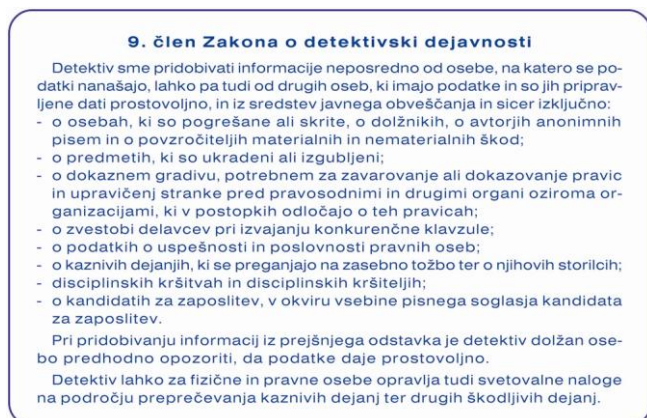 9. člen Zakona o detektivski dejavnosti
Detektiv sme pridobivati informacije neposredno od osebe, na katero se po-
datki nanašajo, lahko pa tudi od drugih oseb, ki imajo podatke in so jih priprav-
ljene dati prostovoljno, in iz sredstev javnega obveščanja in sicer izključno:
- o osebah, ki so pogrešane ali skrite, o dolžnikih, o avtorjih anonimnih
pisem in o povzročiteljih materialnih in nematerialnih škod;
- o predmetih, ki so ukradeni ali izgubljeni;
- o dokaznem gradivu, potrebnem za zavarovanje ali dokazovanje pravic
in upravičenj stranke pred pravosodnimi in drugimi organi oziroma or-
ganizacijami, ki v postopkih odločajo o teh pravicah;
- o zvestobi delavcev pri izvajanju konkurenčne klavzule;
- o podatkih o uspešnosti in poslovnosti pravnih oseb;
- o kaznivih dejanjih, ki se preganjajo na zasebno tožbo ter o njihovih storilcih;
- disciplinskih kršitvah in disciplinskih kršiteljih;
- o kandidatih za zaposlitev, v okviru vsebine pisnega soglasja kandidata
za zaposlitev.
Pri pridobivanju informacij iz prejšnjega odstavka je detektiv dolžan ose-
bo predhodno opozoriti, da podatke daje prostovoljno.
Detektiv lahko za fizične in pravne osebe opravlja tudi svetovalne naloge
na področju preprečevanja kaznivih dejanj ter drugih škodljivih dejanj.